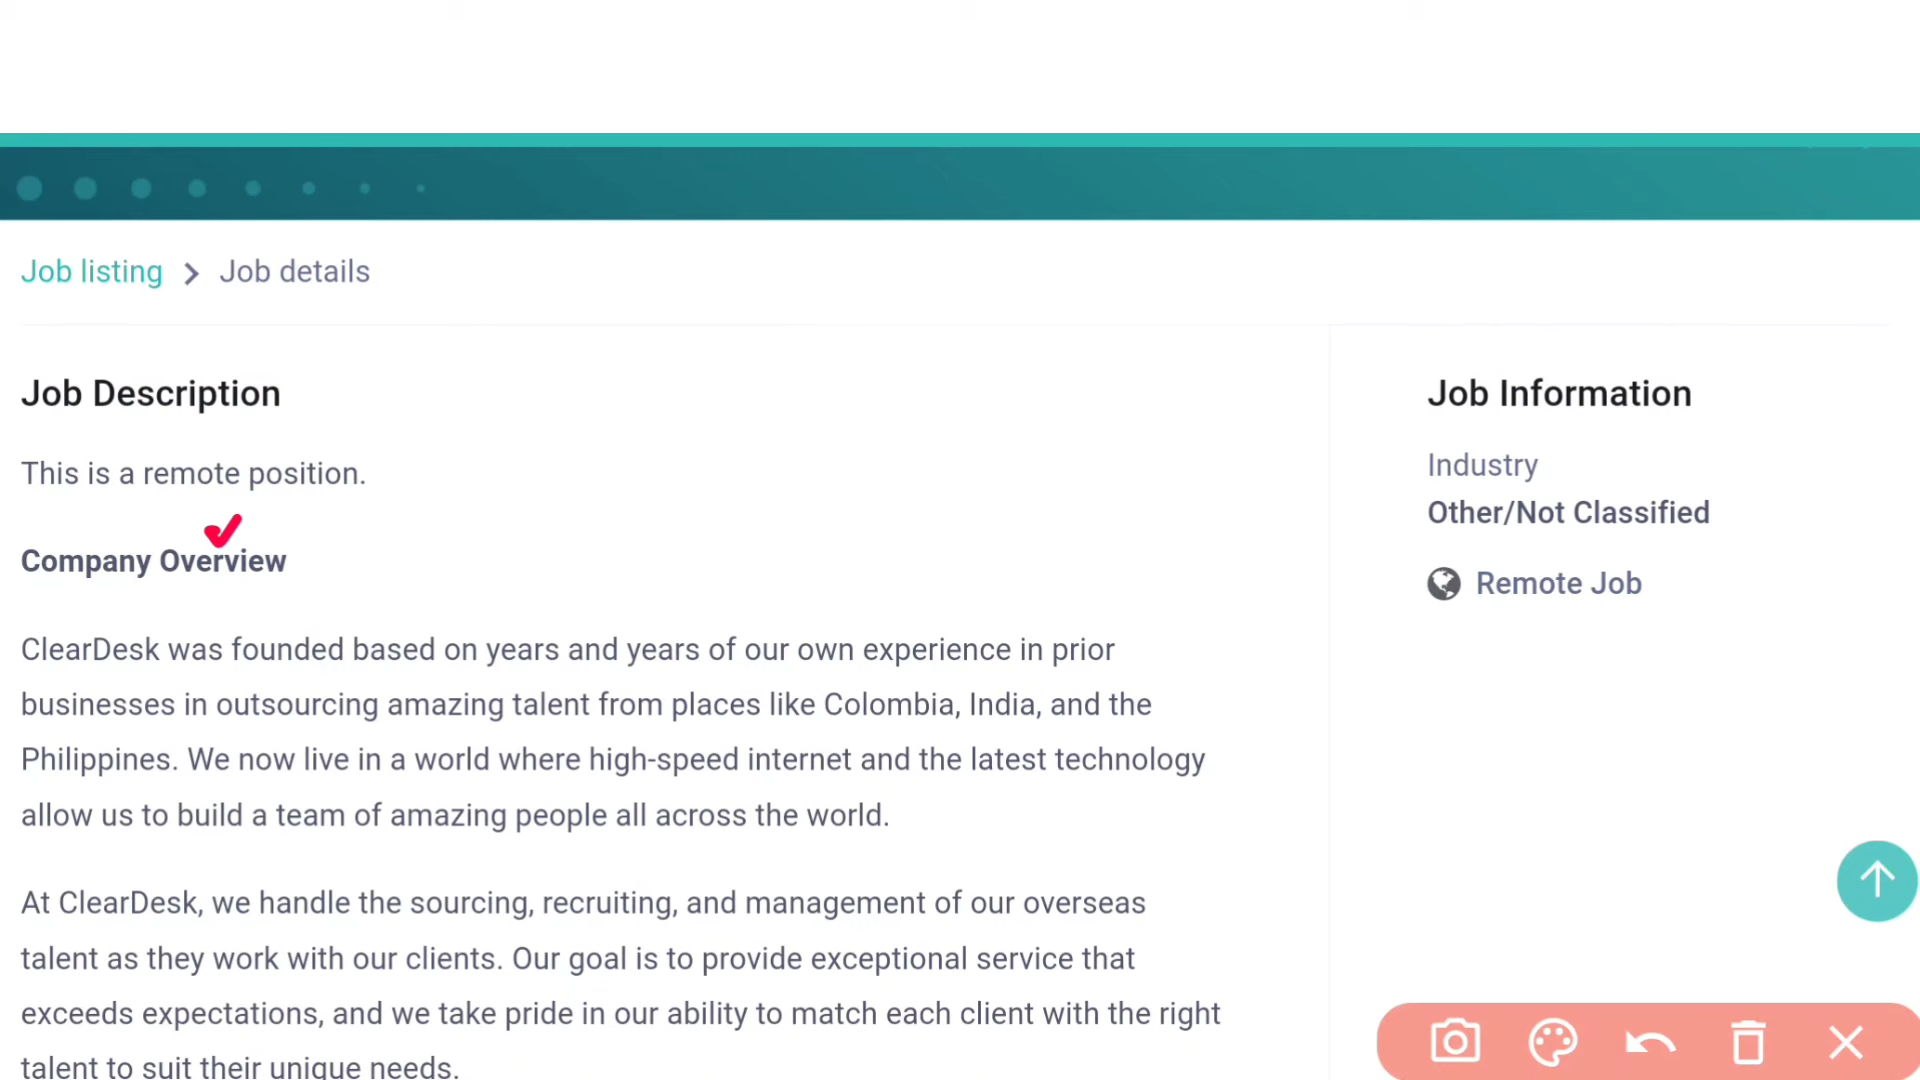 Job listing > Job details
Job Description
This is a remote position.
Company Overview
ClearDesk was founded based on years and years of our own experience in prior
businesses in outsourcing amazing talent from places like Colombia, India, and the
Philippines. We now live in a world where high-speed internet and the latest technology
allow us to build a team of amazing people all across the world.
At ClearDesk, we handle the sourcing, recruiting, and management of our overseas
talent as they work with our clients. Our goal is to provide exceptional service that
exceeds expectations, and we take pride in our ability to match each client with the right
talent to suit their unique needs.
Job Information
Industry
Other/Not Classified
Remote Job